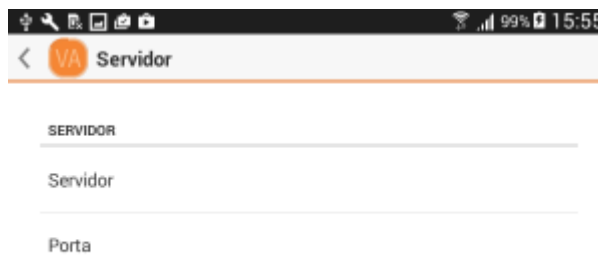 99% 15:55
VA Servidor
SERVIDOR
Servidor
Porta